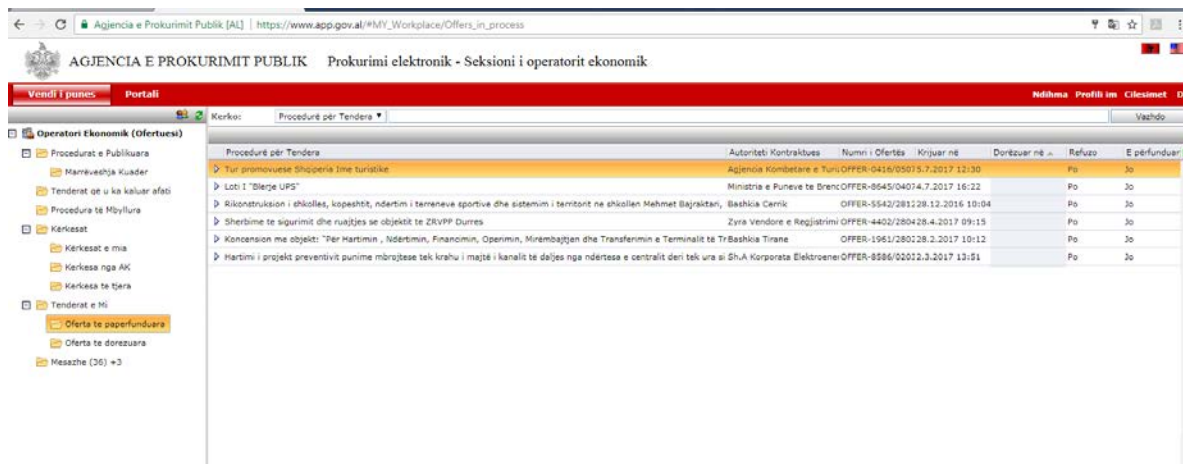 Agjencia e Prokurimit Publik [AL] | https://www.app.gov.al/#MY_Workplace/Offers_in_process
AGJENCIA E PROKURIMIT PUBLIK Prokurimi elektronik - Seksioni i operatorit ekonomik
Vendi i punes Portali Ndihma Profili im Cilesimet D
Kerko: Procedurë për Tendera Vazhdo
Operatori Ekonomik (Ofertuesi)
Procedurat e Publikuara
Marrëveshja Kuader
Tenderat që u ka kaluar afati
Procedura të Mbyllura
Kërkesat
Kërkesat e mia
Kerkesa nga AK
Kerkesa te tjera
Tenderat e Mi
Oferta te paperfunduara
Oferta te dorezuara
Mesazhe (36) +3
Procedurë për Tendera Autoriteti Kontraktues Numri i Ofertës Krijuar në Dorëzuar në Refuzo E përfunduar
Tur promovuese Shqiperia Ime turistike Agjencia Kombetare e Turi OFFER-0416/0507 5.7.2017 12:30 Po Jo
Loti I "Blerje UPS" Ministria e Puneve te Brenc OFFER-8645/0407 4.7.2017 16:22 Po Jo
Rikonstruksion i shkolles, kopeshtit, ndertim i terreneve sportive dhe sistemim i territorit ne shkollen Mehmet Bajraktari, Bashkia Cerrik OFFER-5542/2812 28.12.2016 10:04 Po Jo
Sherbime te sigurimit dhe ruajtjes se objektit te ZRVPP Durres Zyra Vendore e Regjistrimi OFFER-4402/2804 28.4.2017 09:15 Po Jo
Koncension me objekt: "Për Hartimin , Ndërtimin, Financimin, Operimin, Mirëmbajtjen dhe Transferimin e Terminalit të Tr Bashkia Tirane OFFER-1961/2802 28.2.2017 10:12 Po Jo
Hartimi i projekt preventivit punime mbrojtese tek krahu i majtë i kanalit të daljes nga ndërtesa e centralit deri tek ura si Sh.A Korporata Elektroener OFFER-8586/0203 2.3.2017 13:51 Po Jo